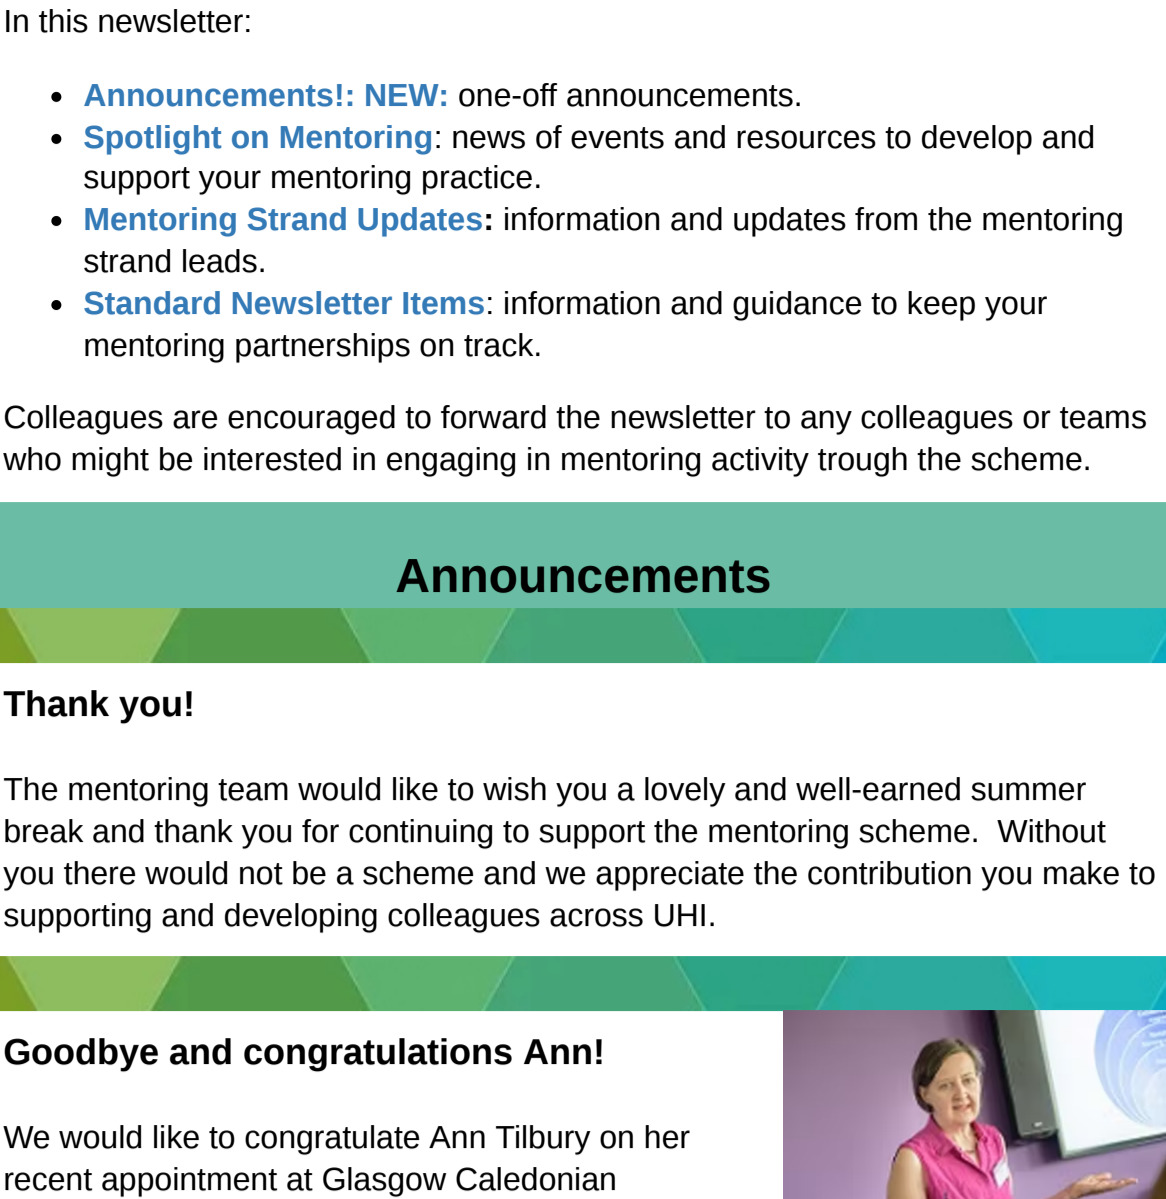 In this newsletter:
• Announcements!: NEW: one-off announcements.
• Spotlight on Mentoring: news of events and resources to develop and
support your mentoring practice.
• Mentoring Strand Updates: information and updates from the mentoring
strand leads.
• Standard Newsletter Items: information and guidance to keep your
mentoring partnerships on track.
Colleagues are encouraged to forward the newsletter to any colleagues or teams
who might be interested in engaging in mentoring activity trough the scheme.
Announcements
Thank you!
The mentoring team would like to wish you a lovely and well-earned summer
break and thank you for continuing to support the mentoring scheme.  Without
you there would not be a scheme and we appreciate the contribution you make to
supporting and developing colleagues across UHI.
Goodbye and congratulations Ann!
We would like to congratulate Ann Tilbury on her
recent appointment at Glasgow Caledonian